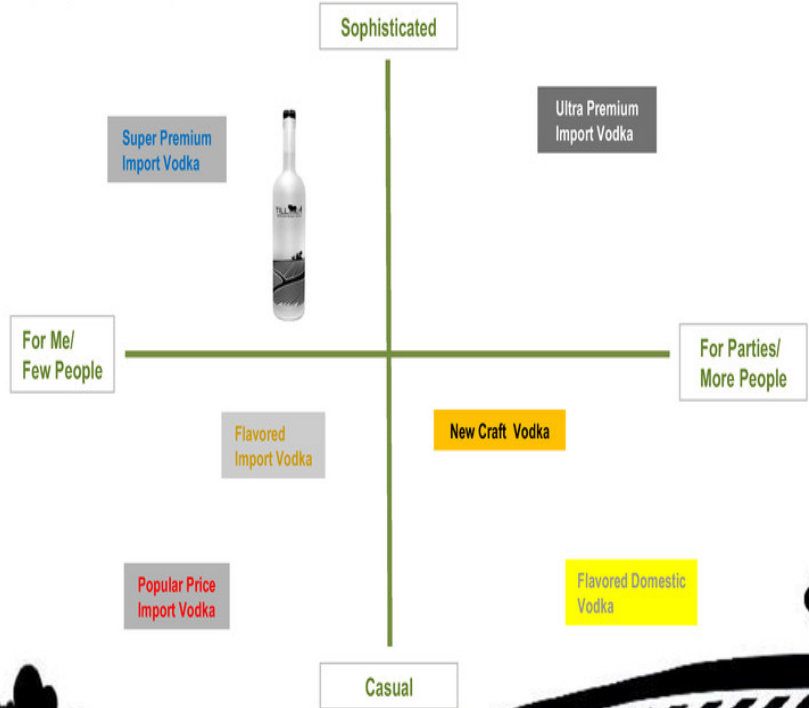 Sophisticated
Super Premium
Import Vodka
Ultra Premium
Import Vodka
For Me/
Few People
For Parties/
More People
Flavored
Import Vodka
New Craft Vodka
Popular Price
Import Vodka
Flavored Domestic
Vodka
Casual